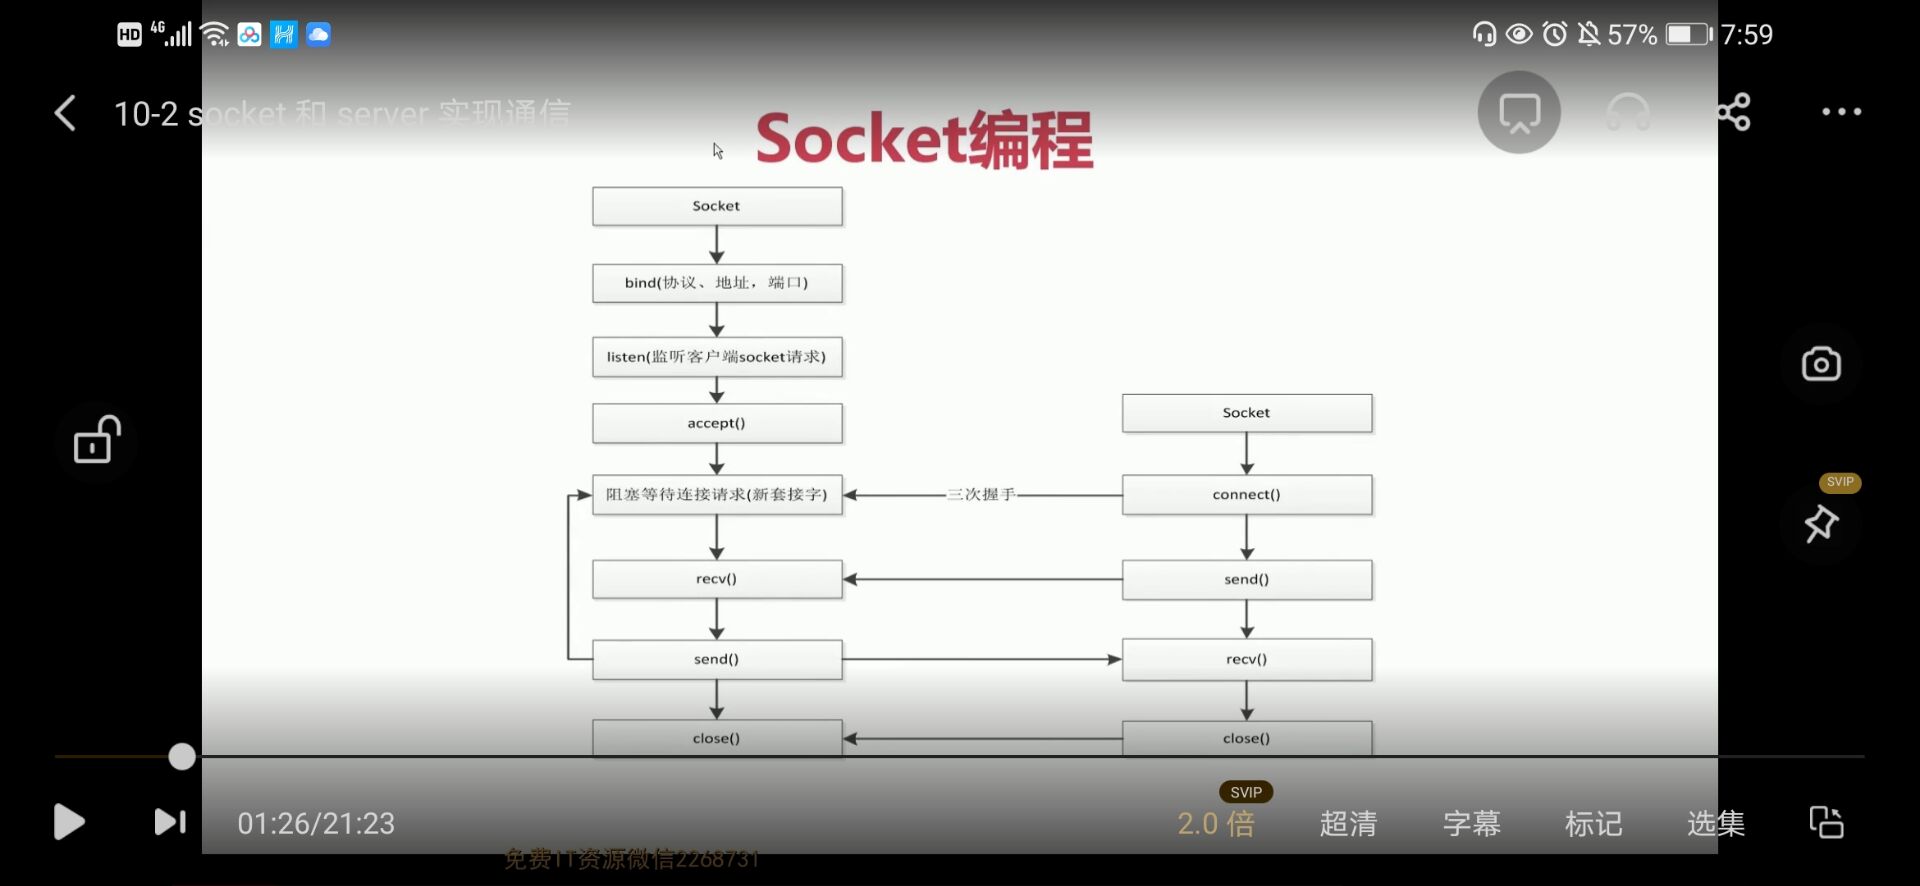 HD 4G 57% 7:59
10-2 socket 和 server 实现通信
Socket编程
Socket
bind(协议、地址，端口)
listen(监听客户端socket请求)
accept()
Socket
阻塞等待连接请求(新套接字)
三次握手
connect()
recv()
send()
send()
recv()
close()
close()
SVIP
SVIP
01:26/21:23
2.0 倍
超清
字幕
标记
选集
免费IT资源微信2268731